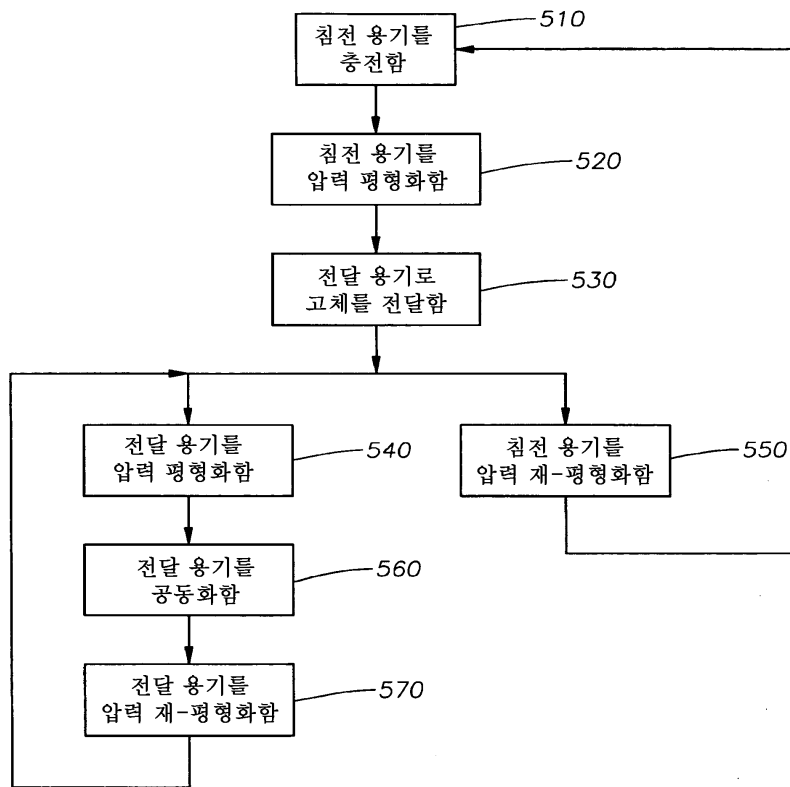 침전 용기를
충전함
510
침전 용기를
압력 평형화함
520
전달 용기로
고체를 전달함
530
전달 용기를
압력 평형화함
540
침전 용기를
압력 재-평형화함
550
전달 용기를
공동화함
560
전달 용기를
압력 재-평형화함
570